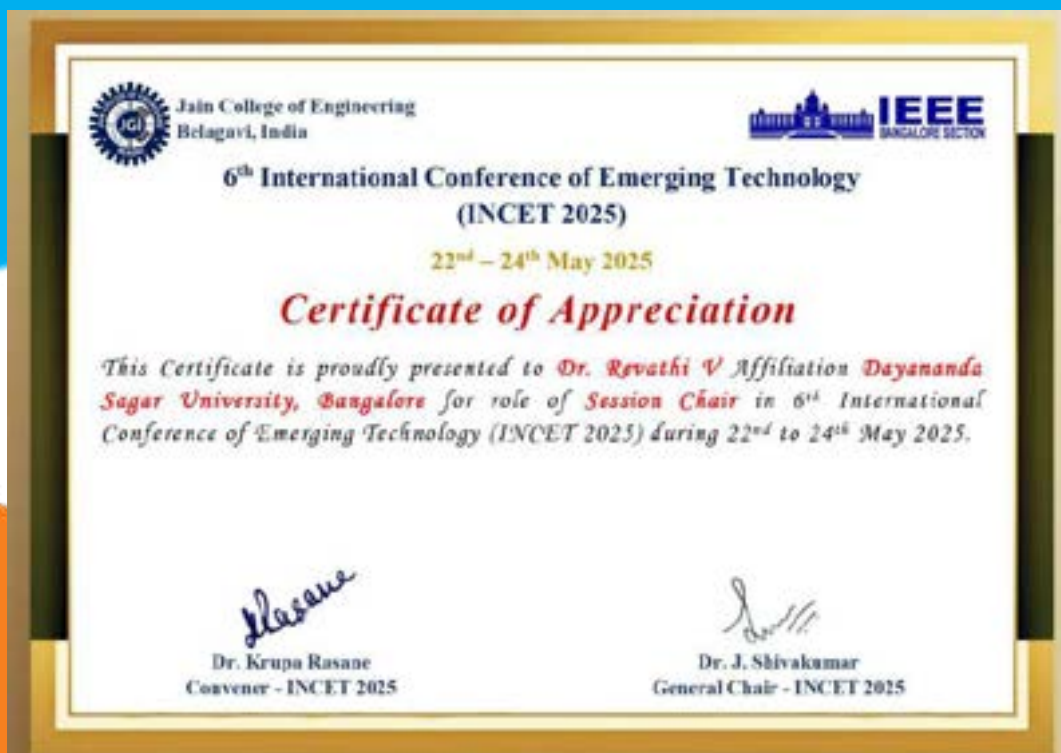 JGI
Jain College of Engineering
Belagavi, India
IEEE
BANGALORE SECTION
6th International Conference of Emerging Technology
(INCET 2025)
22nd – 24th May 2025
Certificate of Appreciation
This Certificate is proudly presented to Dr. Revathi V Affiliation Dayananda
Sagar University, Bangalore for role of Session Chair in 6th International
Conference of Emerging Technology (INCET 2025) during 22nd to 24th May 2025.
Dr. Krupa Rasane
Convener - INCET 2025
Dr. J. Shivakumar
General Chair - INCET 2025